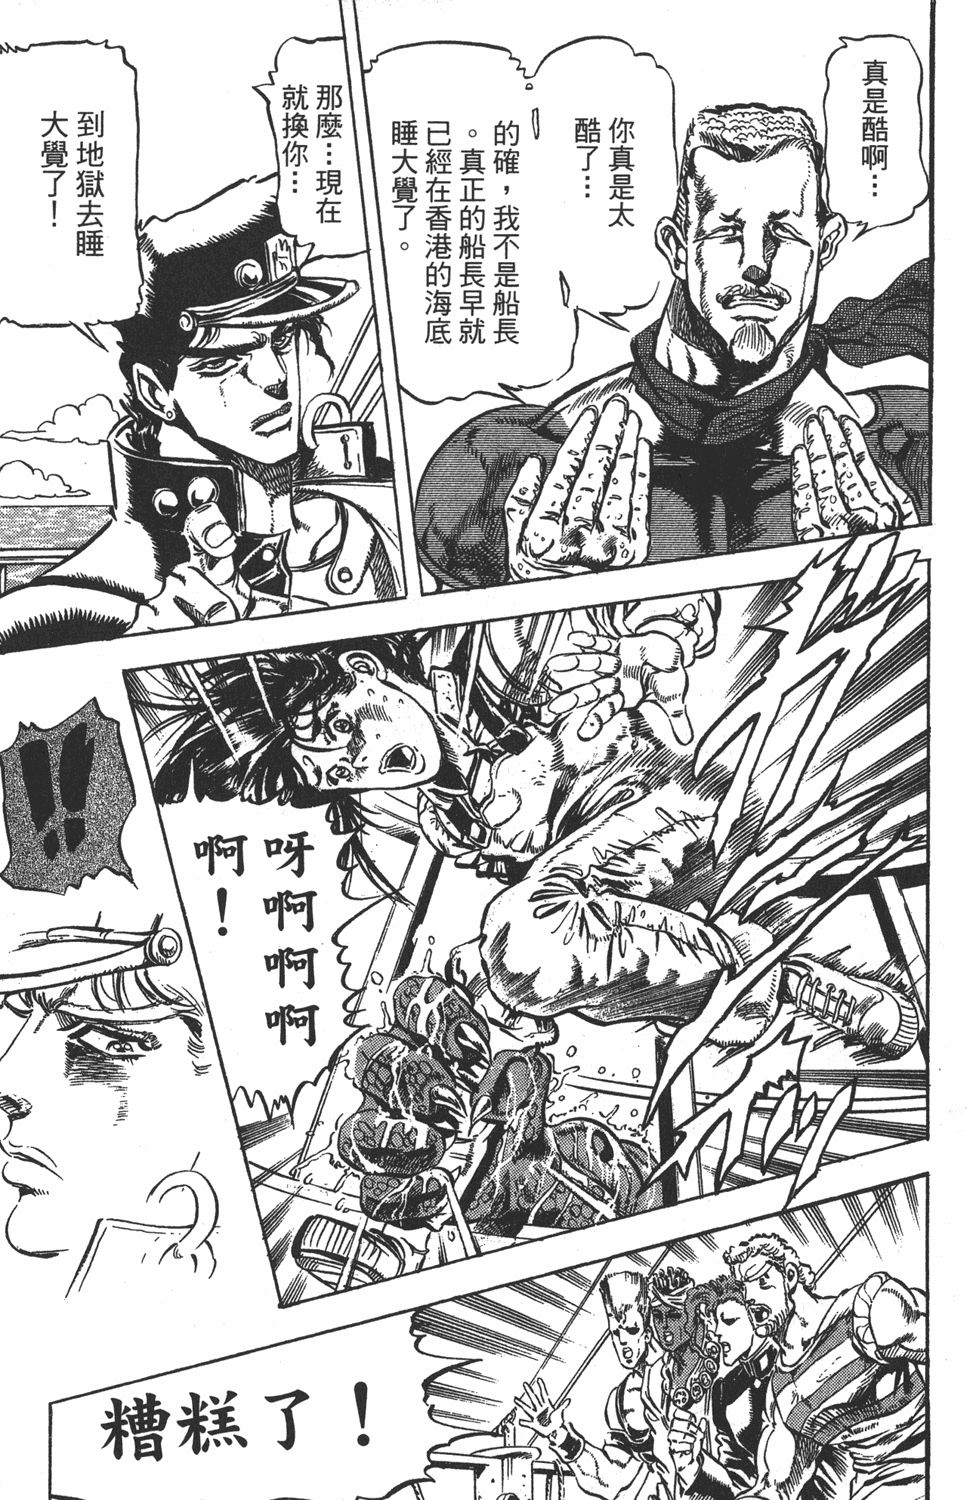 真是酷啊…
你真是太
酷了…
的確，我不是船長
。真正的船長早就
已經在香港的海底
睡大覺了。
那麼…現在
就換你…
到地獄去睡
大覺了！
呀啊啊啊
啊！
!!
糟糕了！